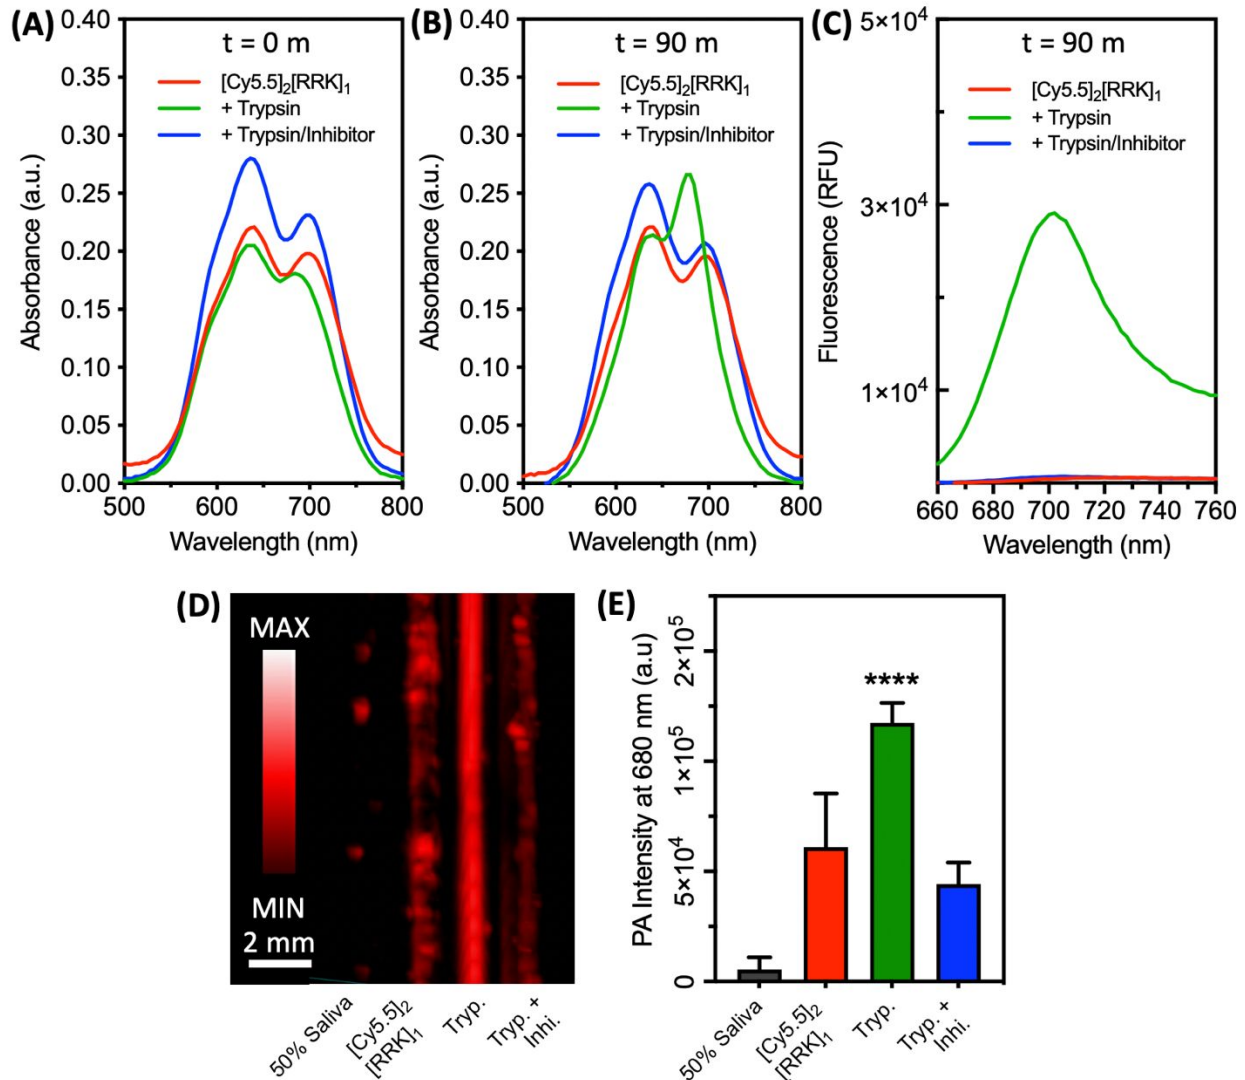 (A)
t = 0 m
[Cy5.5]₂[RRK]₁
+ Trypsin
+ Trypsin/Inhibitor
Absorbance (a.u.)
0.40
0.35
0.30
0.25
0.20
0.15
0.10
0.05
0.00
500 600 700 800
Wavelength (nm)
(B)
t = 90 m
[Cy5.5]₂[RRK]₁
+ Trypsin
+ Trypsin/Inhibitor
Absorbance (a.u.)
0.40
0.35
0.30
0.25
0.20
0.15
0.10
0.05
0.00
500 600 700 800
Wavelength (nm)
(C)
t = 90 m
[Cy5.5]₂[RRK]₁
+ Trypsin
+ Trypsin/Inhibitor
Fluorescence (RFU)
5×10⁴
3×10⁴
1×10⁴
660 680 700 720 740 760
Wavelength (nm)
(D)
MAX
MIN
2 mm
50% Saliva
[Cy5.5]₂
[RRK]₁
Tryp.
Tryp. +
Inhi.
(E)
PA Intensity at 680 nm (a.u)
2×10⁵
1×10⁵
5×10⁴
0
****
50% Saliva
[Cy5.5]₂
[RRK]₁
Tryp.
Tryp. +
Inhi.